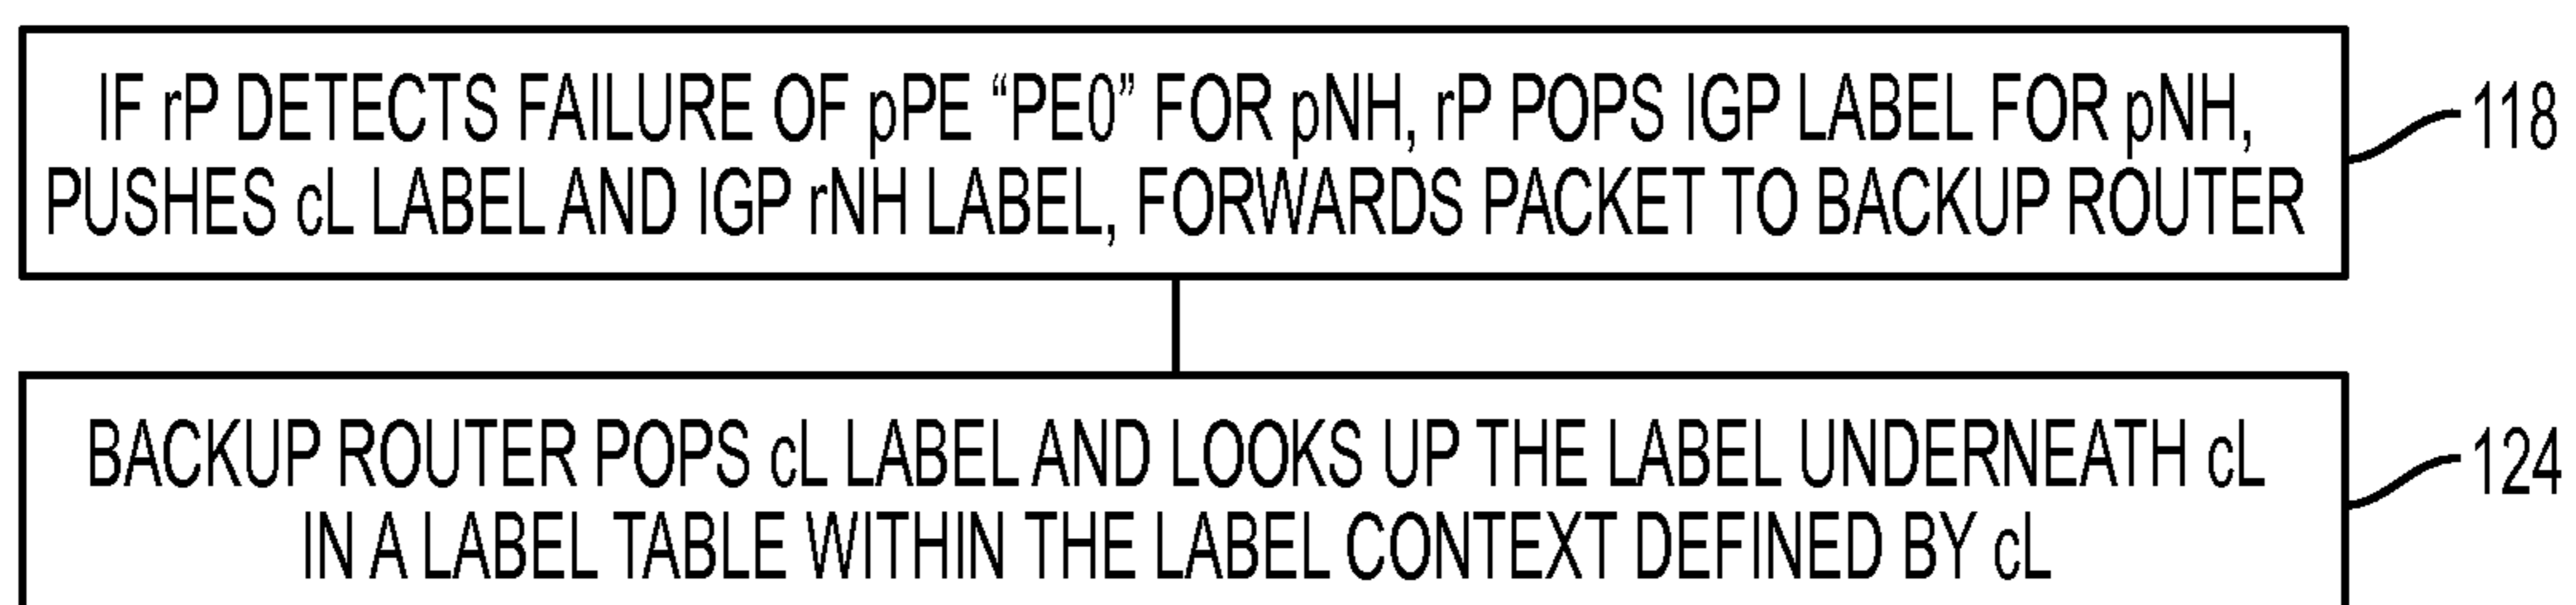 IF rP DETECTS FAILURE OF pPE “PE0” FOR pNH, rP POPS IGP LABEL FOR pNH,
PUSHES cL LABEL AND IGP rNH LABEL, FORWARDS PACKET TO BACKUP ROUTER
118
BACKUP ROUTER POPS cL LABEL AND LOOKS UP THE LABEL UNDERNEATH cL
IN A LABEL TABLE WITHIN THE LABEL CONTEXT DEFINED BY cL
124